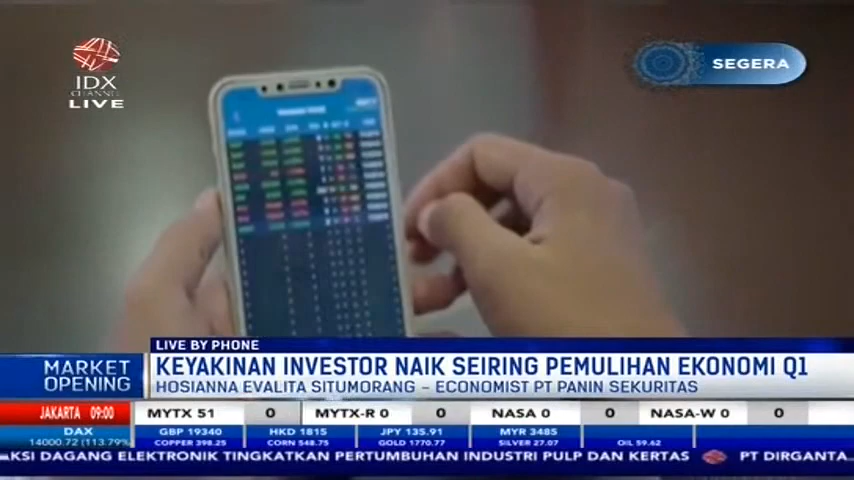 IDX
CHANNEL
LIVE
SEGERA
LIVE BY PHONE
MARKET OPENING
KEYAKINAN INVESTOR NAIK SEIRING PEMULIHAN EKONOMI Q1
HOSIANNA EVALITA SITUMORANG – ECONOMIST PT PANIN SEKURITAS
JAKARTA 09:00
MYTX 51 0 MYTX-R 0 0 NASA 0 0 NASA-W 0 0
DAX
14000.72 (113.79%
GBP 19340 HKD 1815 JPY 135.91 MYR 3485
COPPER 398.25 CORN 548.75 GOLD 1770.77 SILVER 27.07 OIL 59.62
AKSI DAGANG ELEKTRONIK TINGKATKAN PERTUMBUHAN INDUSTRI PULP DAN KERTAS PT DIRGANTA